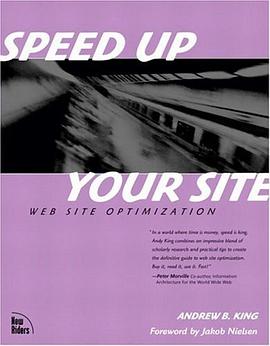 SPEED UP
YOUR SITE
WEB SITE OPTIMIZATION
"In a world where time is money, speed is king.
Andy King combines an impressive blend of
scholarly research and practical tips to create
the definitive guide to web site optimization.
Buy it, read it, use it. Fast!"
—Peter Morville Co-author, Information
Architecture for the World Wide Web
New
Riders
ANDREW B. KING
Foreword by Jakob Nielsen